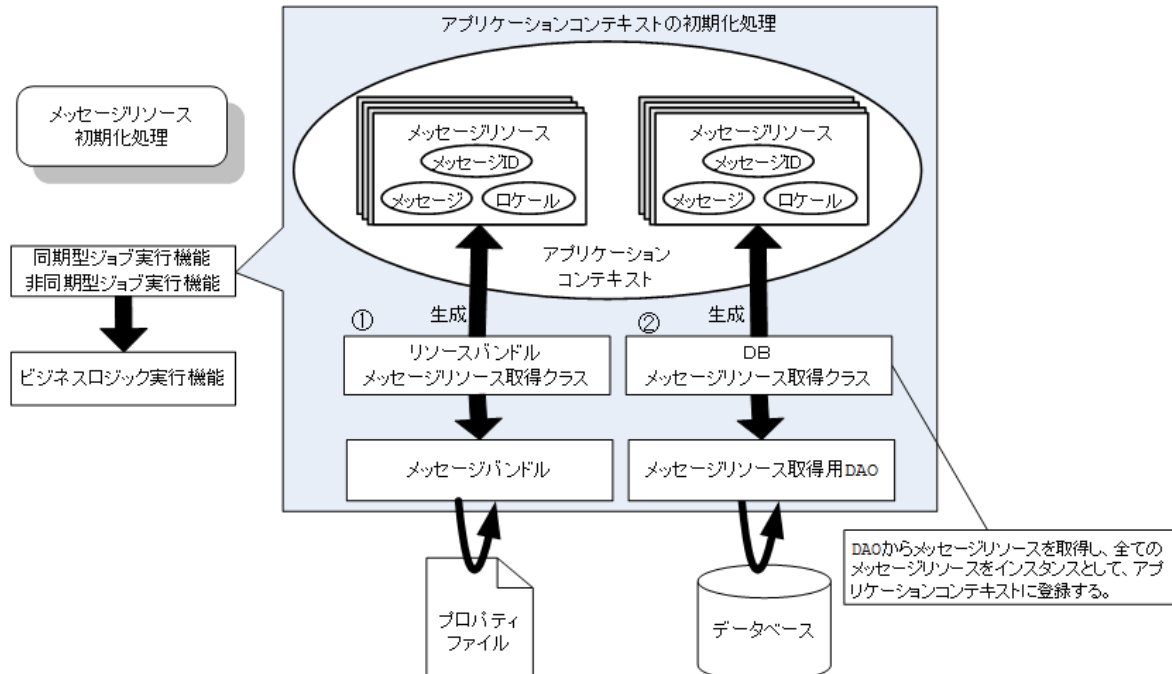 アプリケーションコンテキストの初期化処理
メッセージリソース
初期化処理
メッセージリソース
メッセージID
メッセージ
ロケール
メッセージリソース
メッセージID
メッセージ
ロケール
アプリケーション
コンテキスト
同期型ジョブ実行機能
非同期型ジョブ実行機能
ビジネスロジック実行機能
①
生成
リソースバンドル
メッセージリソース取得クラス
②
生成
DB
メッセージリソース取得クラス
メッセージバンドル
メッセージリソース取得用DAO
DAOからメッセージリソースを取得し、全ての
メッセージリソースをインスタンスとして、アプ
リケーションコンテキストに登録する。
プロパティ
ファイル
データベース